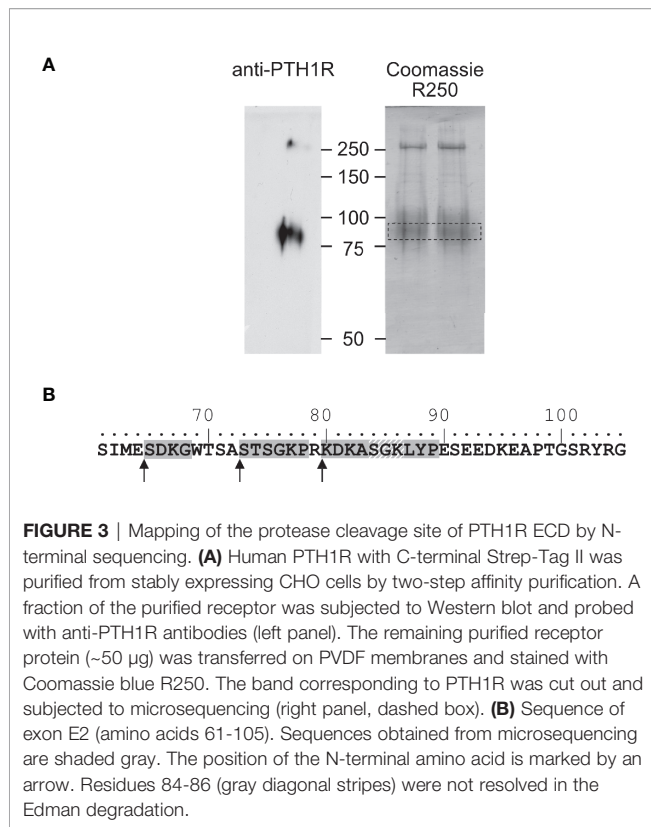 A
anti-PTH1R
Coomassie
R250
250
150
100
75
50
B
70 80 90 100
SIMESDKGWTSASTSGKPRKDKASGKLYPESEEDKEAPTGSRYRG
FIGURE 3 | Mapping of the protease cleavage site of PTH1R ECD by N-
terminal sequencing. (A) Human PTH1R with C-terminal Strep-Tag II was
purified from stably expressing CHO cells by two-step affinity purification. A
fraction of the purified receptor was subjected to Western blot and probed
with anti-PTH1R antibodies (left panel). The remaining purified receptor
protein (~50 µg) was transferred on PVDF membranes and stained with
Coomassie blue R250. The band corresponding to PTH1R was cut out and
subjected to microsequencing (right panel, dashed box). (B) Sequence of
exon E2 (amino acids 61-105). Sequences obtained from microsequencing
are shaded gray. The position of the N-terminal amino acid is marked by an
arrow. Residues 84-86 (gray diagonal stripes) were not resolved in the
Edman degradation.